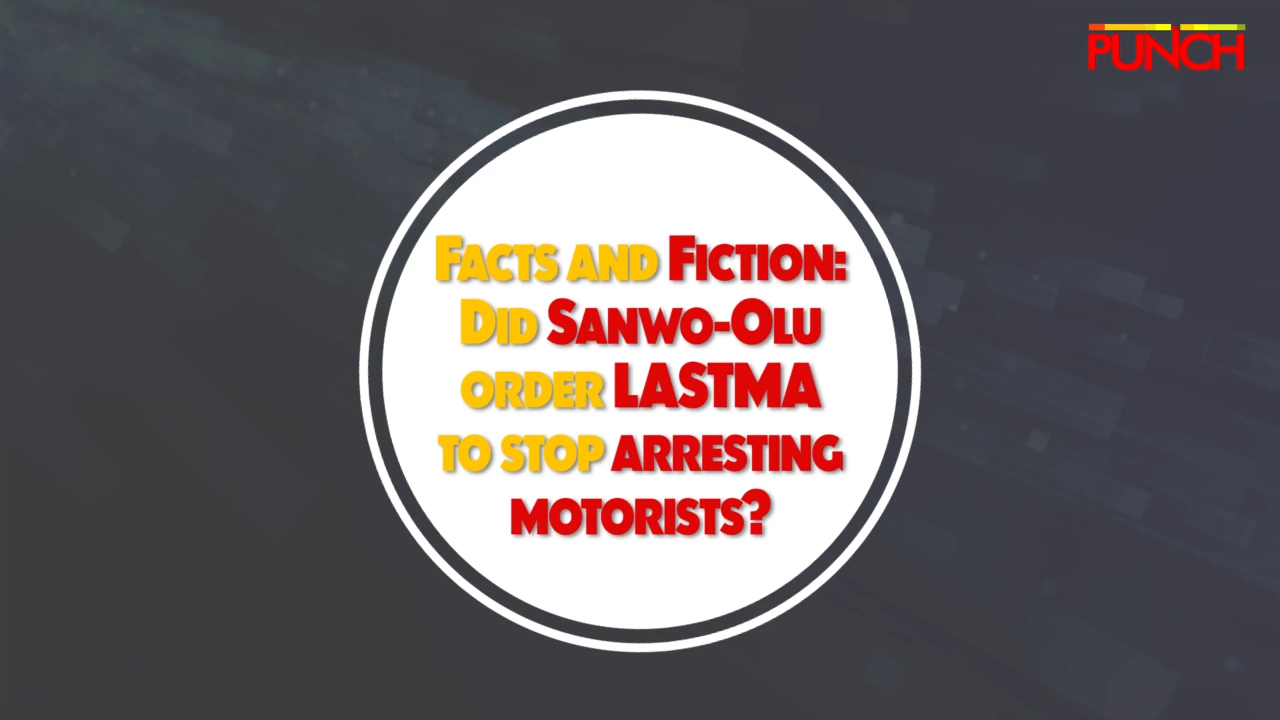 PUNCH
Facts and Fiction:
Did Sanwo-Olu
order LASTMA
to stop arresting
motorists?